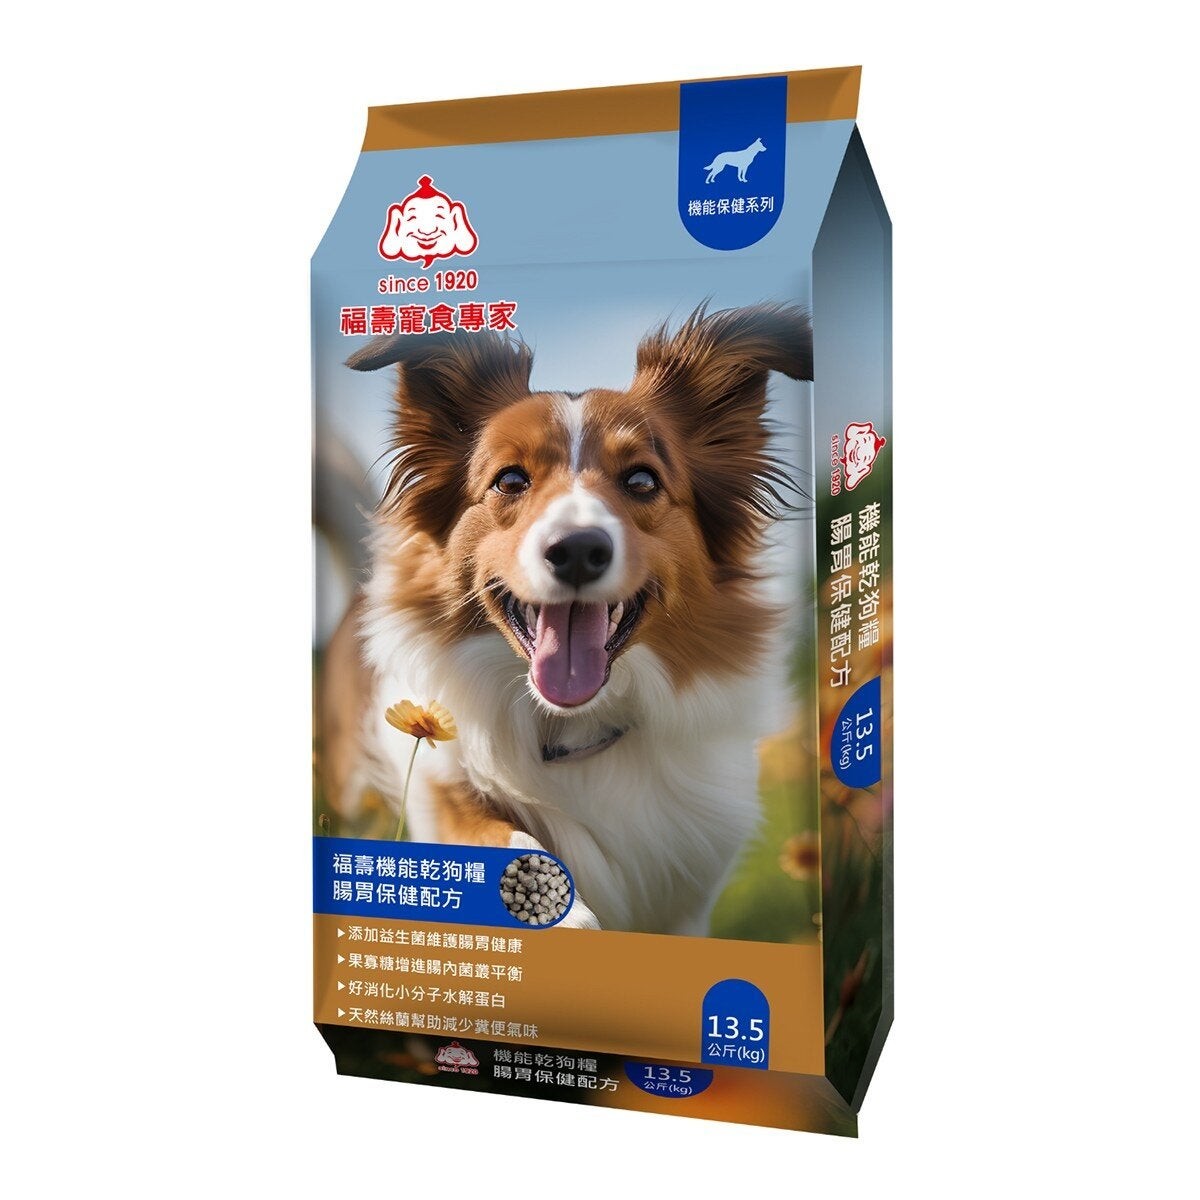 機能保健系列
since 1920
福壽寵食專家
福壽機能乾狗糧
腸胃保健配方
▶添加益生菌維護腸胃健康
▶果寡糖增進腸內菌叢平衡
▶好消化小分子水解蛋白
▶天然絲蘭幫助減少糞便氣味
13.5
公斤(kg)
since 1920
機能乾狗糧
腸胃保健配方
13.5
公斤(kg)
since 1920
機能乾狗糧
腸胃保健配方
13.5
公斤(kg)